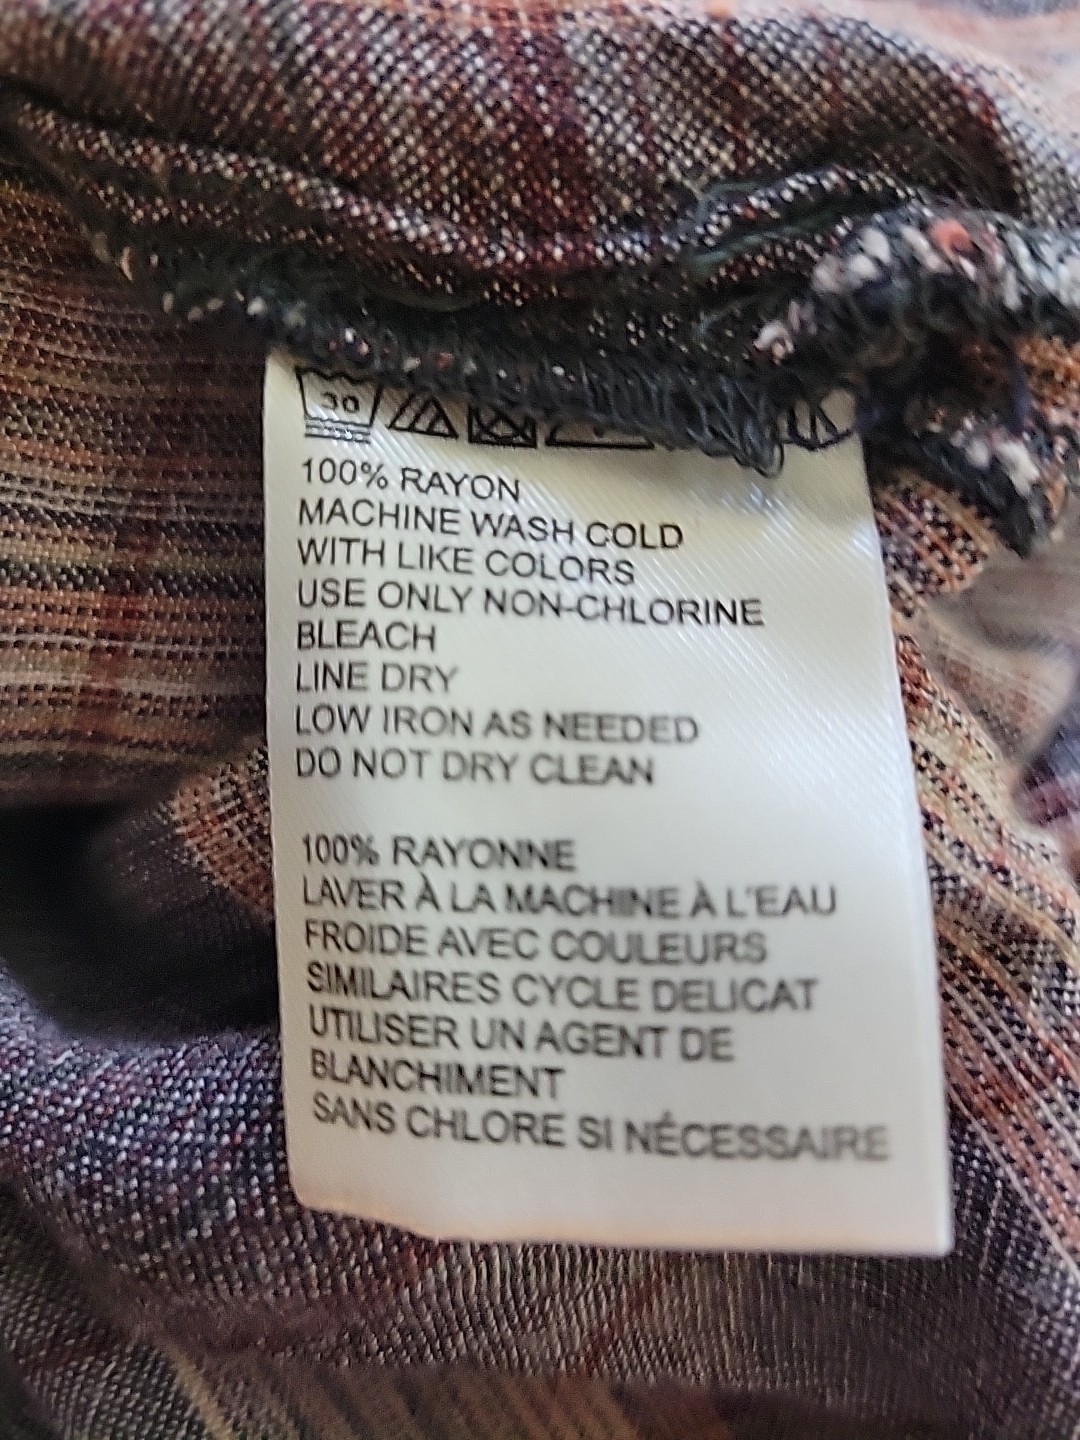 30
100% RAYON
MACHINE WASH COLD
WITH LIKE COLORS
USE ONLY NON-CHLORINE
BLEACH
LINE DRY
LOW IRON AS NEEDED
DO NOT DRY CLEAN
100% RAYONNE
LAVER À LA MACHINE À L'EAU
FROIDE AVEC COULEURS
SIMILAIRES CYCLE DELICAT
UTILISER UN AGENT DE
BLANCHIMENT
SANS CHLORE SI NÉCESSAIRE